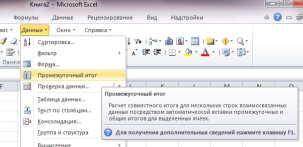 Книга2 - Microsoft Excel
Формулы Данные Рецензирование Вид Надстройки
Данные Окно Справка
Сортировка...
Фильтр
Форма...
Промежуточный итог
Проверка данных...
Таблица данных...
Текст по столбцам...
Консолидация...
Группа и структура
Вычисление
Промежуточный итог
Расчет совместного итога для нескольких строк взаимосвязанных
данных посредством автоматической вставки промежуточных и
общих итогов для выделенных ячеек.
Для получения дополнительных сведений нажмите клавишу F1.